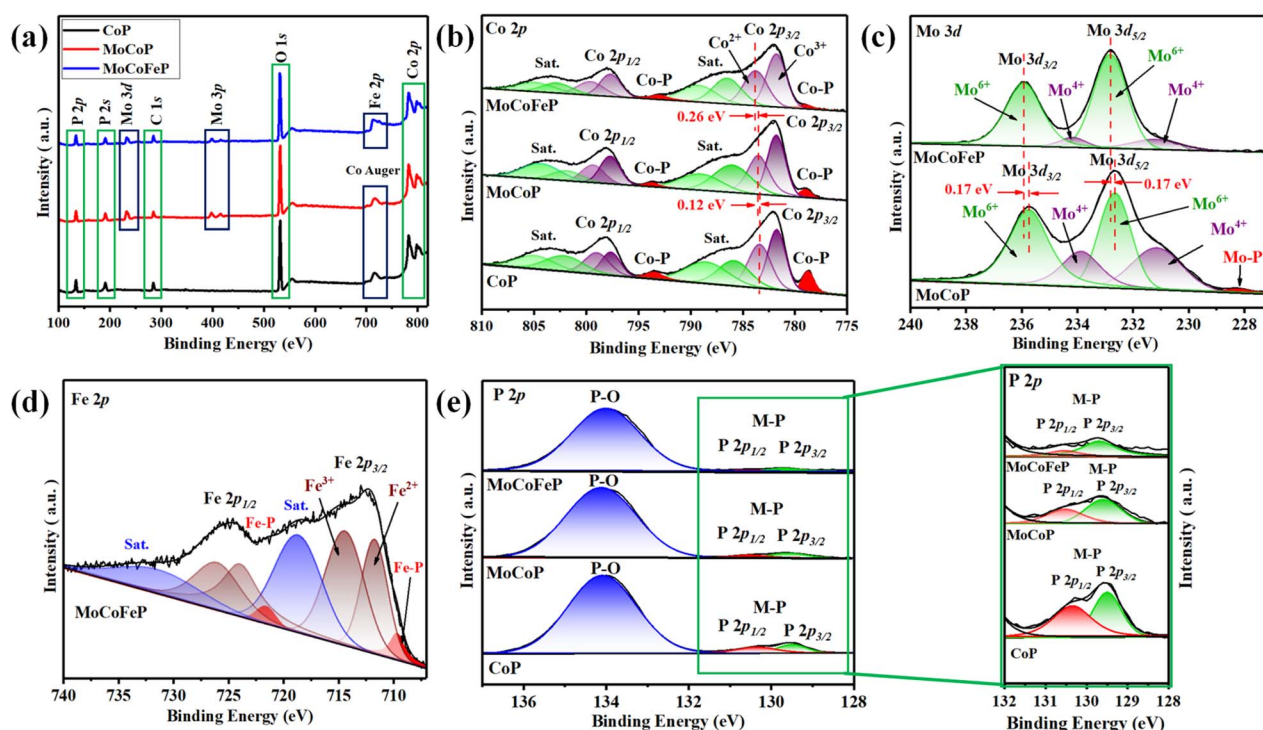 (a)
CoP
MoCoP
MoCoFeP
P 2p
P 2s
Mo 3d
C 1s
Mo 3p
O 1s
Fe 2p
Co 2p
Co Auger
Intensity ( a.u.)
100 200 300 400 500 600 700 800
Binding Energy (eV)
(b)
Co 2p
Co 2p1/2
Sat.
Co-P
Sat.
Co2+
Co 2p3/2
Co3+
Co-P
MoCoFeP
0.26 eV
Co 2p3/2
Co 2p1/2
Sat.
Sat.
Co-P
Co-P
MoCoP
0.12 eV
Co 2p3/2
Co 2p1/2
Sat.
Sat.
Co-P
Co-P
CoP
Intensity ( a.u.)
810 805 800 795 790 785 780 775
Binding Energy (eV)
(c)
Mo 3d
Mo 3d5/2
Mo 3d3/2
Mo6+
Mo6+
Mo4+
Mo4+
MoCoFeP
Mo 3d5/2
Mo 3d3/2
0.17 eV
0.17 eV
Mo6+
Mo6+
Mo4+
Mo4+
Mo-P
MoCoP
Intensity ( a.u.)
240 238 236 234 232 230 228
Binding Energy (eV)
(d)
Fe 2p
Fe 2p3/2
Fe 2p1/2
Fe3+
Fe2+
Sat.
Fe-P
Sat.
Fe-P
MoCoFeP
Intensity ( a.u.)
740 733 725 718 710
Binding Energy (eV)
(e)
P 2p
P-O
M-P
P 2p1/2 P 2p3/2
MoCoFeP
P-O
M-P
P 2p1/2 P 2p3/2
MoCoP
P-O
M-P
P 2p1/2 P 2p3/2
CoP
Intensity ( a.u.)
136 134 132 130 128
Binding Energy (eV)
P 2p
M-P
P 2p1/2 P 2p3/2
MoCoFeP
M-P
P 2p1/2 P 2p3/2
MoCoP
M-P
P 2p1/2 P 2p3/2
CoP
Intensity ( a.u.)
132 131 130 129 128
Binding Energy (eV)